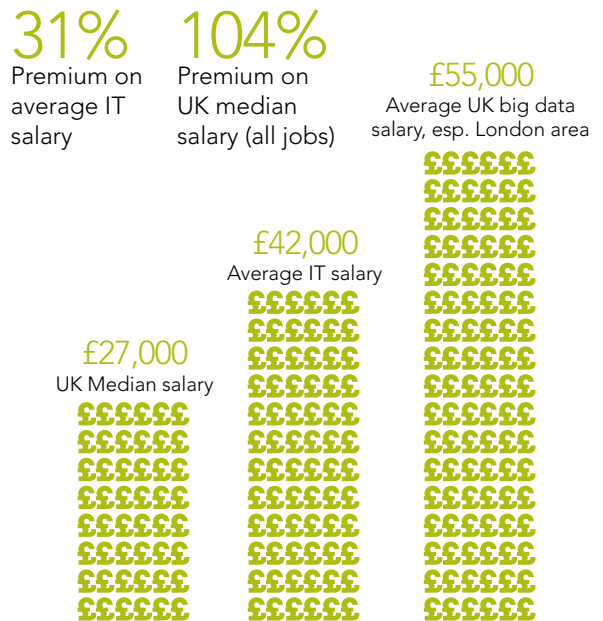 31%
Premium on
average IT
salary
104%
Premium on
UK median
salary (all jobs)
£55,000
Average UK big data
salary, esp. London area
£42,000
Average IT salary
£27,000
UK Median salary